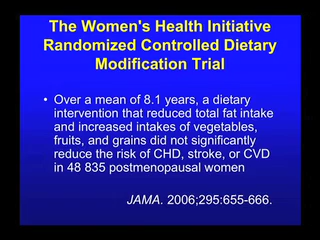 The Women's Health Initiative
Randomized Controlled Dietary
Modification Trial
• Over a mean of 8.1 years, a dietary
intervention that reduced total fat intake
and increased intakes of vegetables,
fruits, and grains did not significantly
reduce the risk of CHD, stroke, or CVD
in 48 835 postmenopausal women
JAMA. 2006;295:655-666.